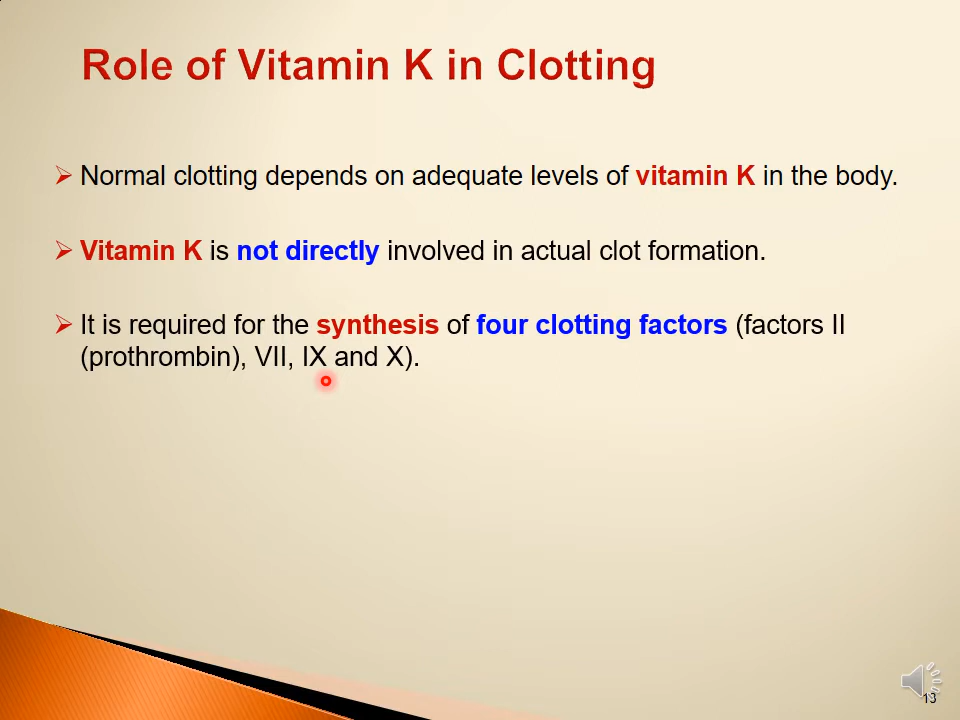 Role of Vitamin K in Clotting
Normal clotting depends on adequate levels of vitamin K in the body.
Vitamin K is not directly involved in actual clot formation.
It is required for the synthesis of four clotting factors (factors II
(prothrombin), VII, IX and X).
13